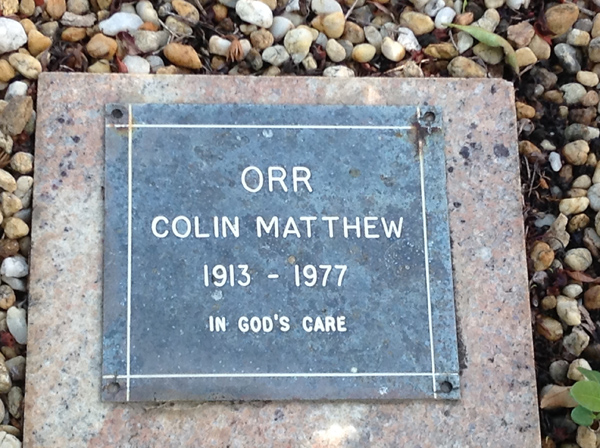 ORR
COLIN MATTHEW
1913 - 1977
IN GOD'S CARE